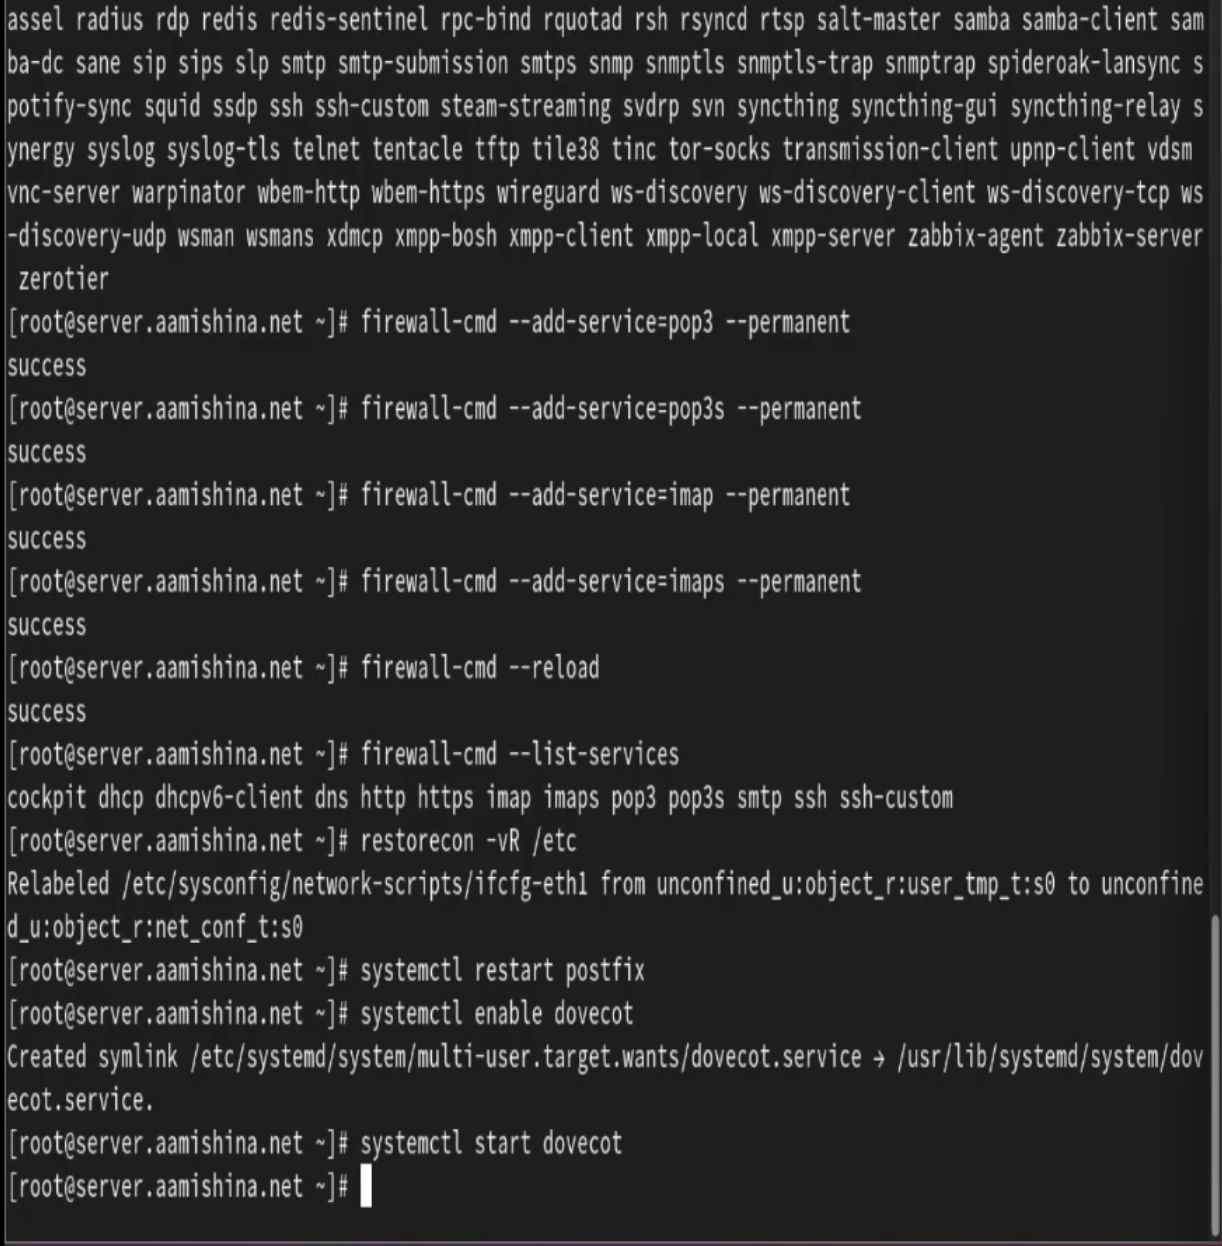 assel radius rdp redis redis-sentinel rpc-bind rquotad rsh rsyncd rtsp salt-master samba samba-client sam
ba-dc sane sip sips slp smtp smtp-submission smtps snmp snmptls snmptls-trap snmptrap spideroak-lansync s
potify-sync squid ssdp ssh ssh-custom steam-streaming svdrp svn syncthing syncthing-gui syncthing-relay s
ynergy syslog syslog-tls telnet tentacle tftp tile38 tinc tor-socks transmission-client upnp-client vdsm
vnc-server warpinator wbem-http wbem-https wireguard ws-discovery ws-discovery-client ws-discovery-tcp ws
-discovery-udp wsman wsmans xdmcp xmpp-bosh xmpp-client xmpp-local xmpp-server zabbix-agent zabbix-server
 zerotier
[root@server.aamishina.net ~]# firewall-cmd --add-service=pop3 --permanent
success
[root@server.aamishina.net ~]# firewall-cmd --add-service=pop3s --permanent
success
[root@server.aamishina.net ~]# firewall-cmd --add-service=imap --permanent
success
[root@server.aamishina.net ~]# firewall-cmd --add-service=imaps --permanent
success
[root@server.aamishina.net ~]# firewall-cmd --reload
success
[root@server.aamishina.net ~]# firewall-cmd --list-services
cockpit dhcp dhcpv6-client dns http https imap imaps pop3 pop3s smtp ssh ssh-custom
[root@server.aamishina.net ~]# restorecon -vR /etc
Relabeled /etc/sysconfig/network-scripts/ifcfg-eth1 from unconfined_u:object_r:user_tmp_t:s0 to unconfine
d_u:object_r:net_conf_t:s0
[root@server.aamishina.net ~]# systemctl restart postfix
[root@server.aamishina.net ~]# systemctl enable dovecot
Created symlink /etc/systemd/system/multi-user.target.wants/dovecot.service → /usr/lib/systemd/system/dov
ecot.service.
[root@server.aamishina.net ~]# systemctl start dovecot
[root@server.aamishina.net ~]#